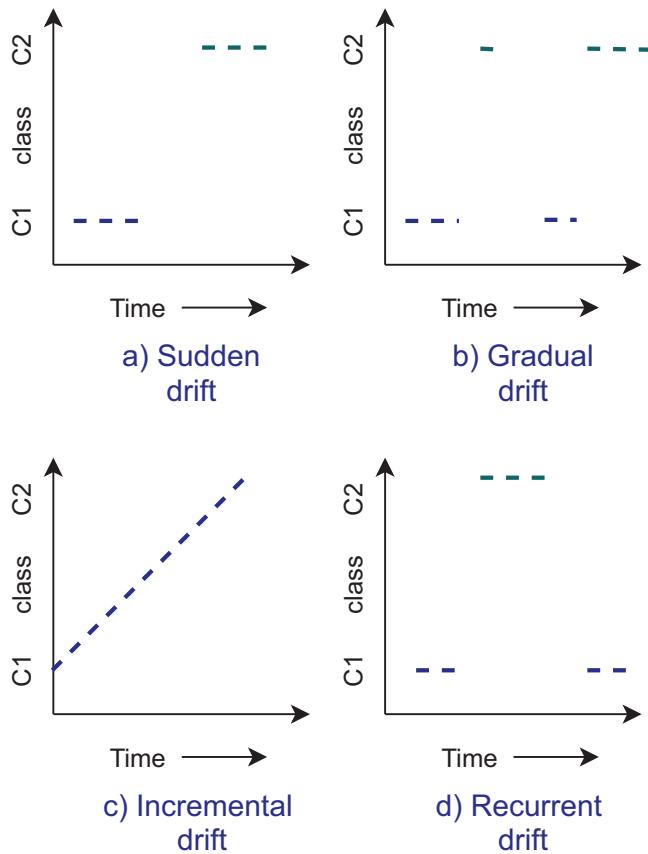 C2
class
C1
Time
a) Sudden
drift
C2
class
C1
Time
b) Gradual
drift
C2
class
C1
Time
c) Incremental
drift
C2
class
C1
Time
d) Recurrent
drift